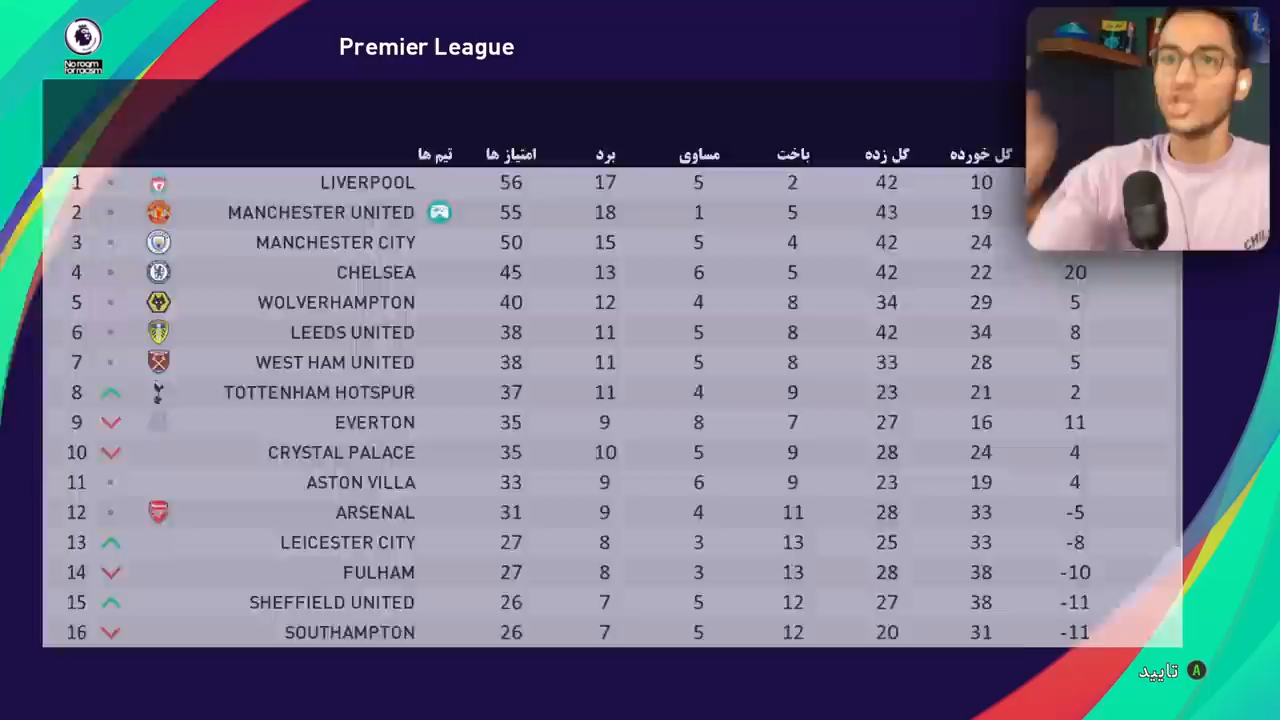 No room for racism
Premier League
تیم ها امتیاز ها برد مساوی باخت گل زده گل خورده
1 LIVERPOOL 56 17 5 2 42 10
2 MANCHESTER UNITED 55 18 1 5 43 19
3 MANCHESTER CITY 50 15 5 4 42 24
4 CHELSEA 45 13 6 5 42 22 20
5 WOLVERHAMPTON 40 12 4 8 34 29 5
6 LEEDS UNITED 38 11 5 8 42 34 8
7 WEST HAM UNITED 38 11 5 8 33 28 5
8 TOTTENHAM HOTSPUR 37 11 4 9 23 21 2
9 EVERTON 35 9 8 7 27 16 11
10 CRYSTAL PALACE 35 10 5 9 28 24 4
11 ASTON VILLA 33 9 6 9 23 19 4
12 ARSENAL 31 9 4 11 28 33 -5
13 LEICESTER CITY 27 8 3 13 25 33 -8
14 FULHAM 27 8 3 13 28 38 -10
15 SHEFFIELD UNITED 26 7 5 12 27 38 -11
16 SOUTHAMPTON 26 7 5 12 20 31 -11
تایید A